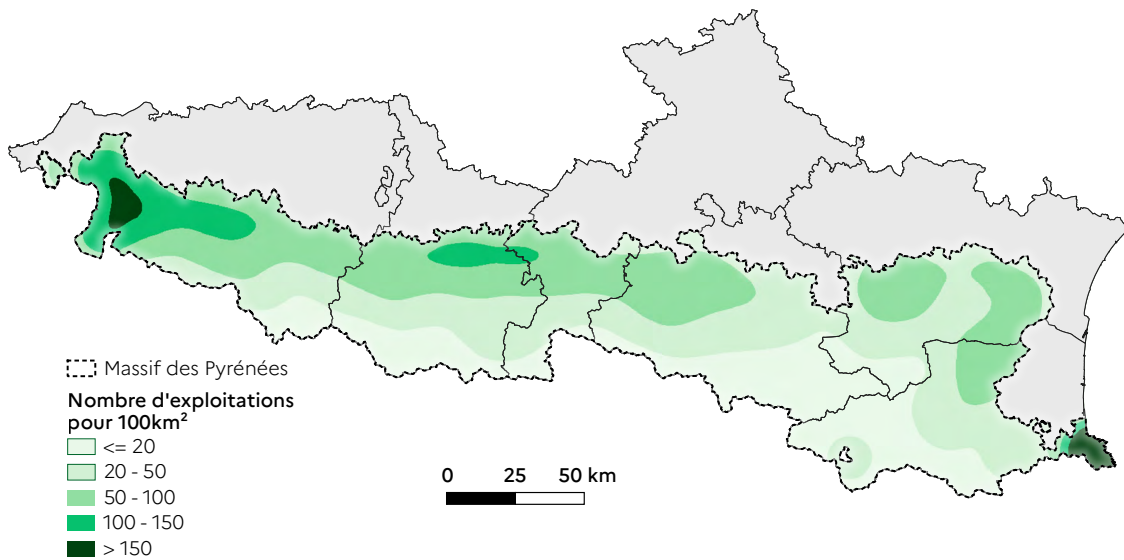 Massif des Pyrénées
Nombre d'exploitations
pour 100km²
<= 20
20 - 50
50 - 100
100 - 150
> 150
0 25 50 km